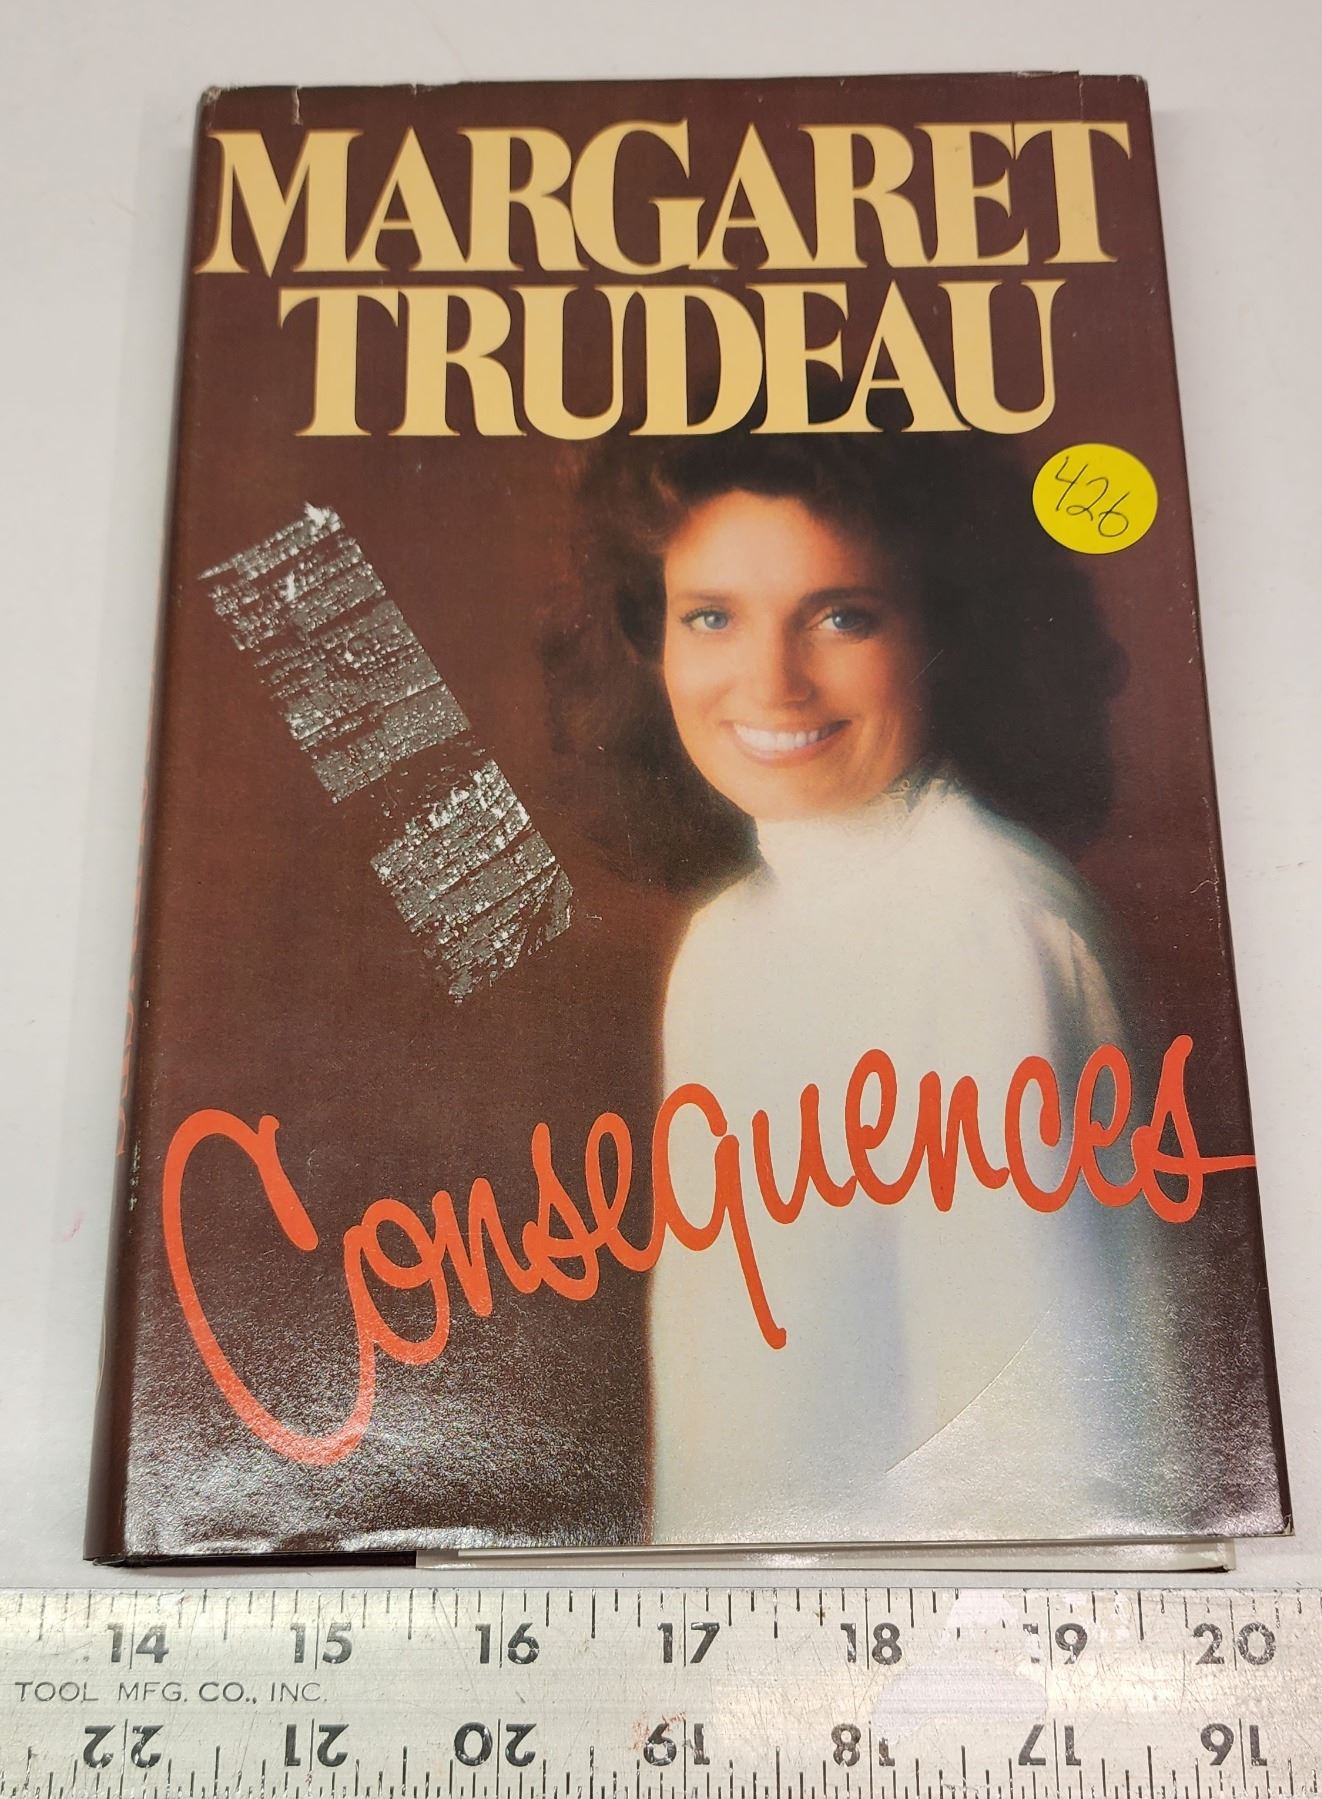 MARGARET
TRUDEAU
426
Consequences
14 15 16 17 18 19 20
TOOL MFG. CO., INC.
22 21 20 19 18 17 16